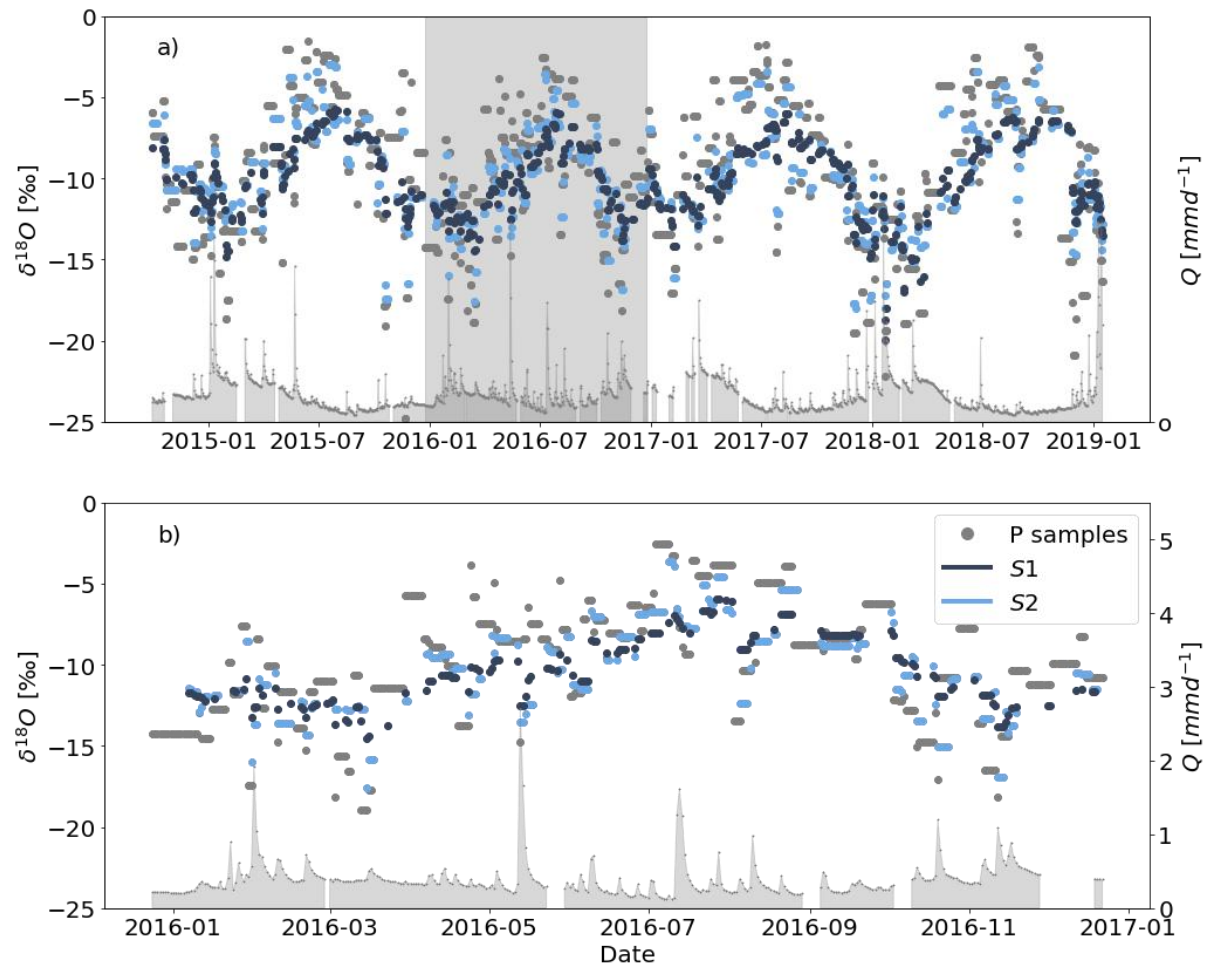 a)
0
−5
−10
−15
−20
−25
δ¹⁸O [‰]
0
Q [mmd⁻¹]
2015-01 2015-07 2016-01 2016-07 2017-01 2017-07 2018-01 2018-07 2019-01
b)
0
−5
−10
−15
−20
−25
δ¹⁸O [‰]
P samples
S1
S2
5
4
3
2
1
0
Q [mmd⁻¹]
2016-01 2016-03 2016-05 2016-07 2016-09 2016-11 2017-01
Date